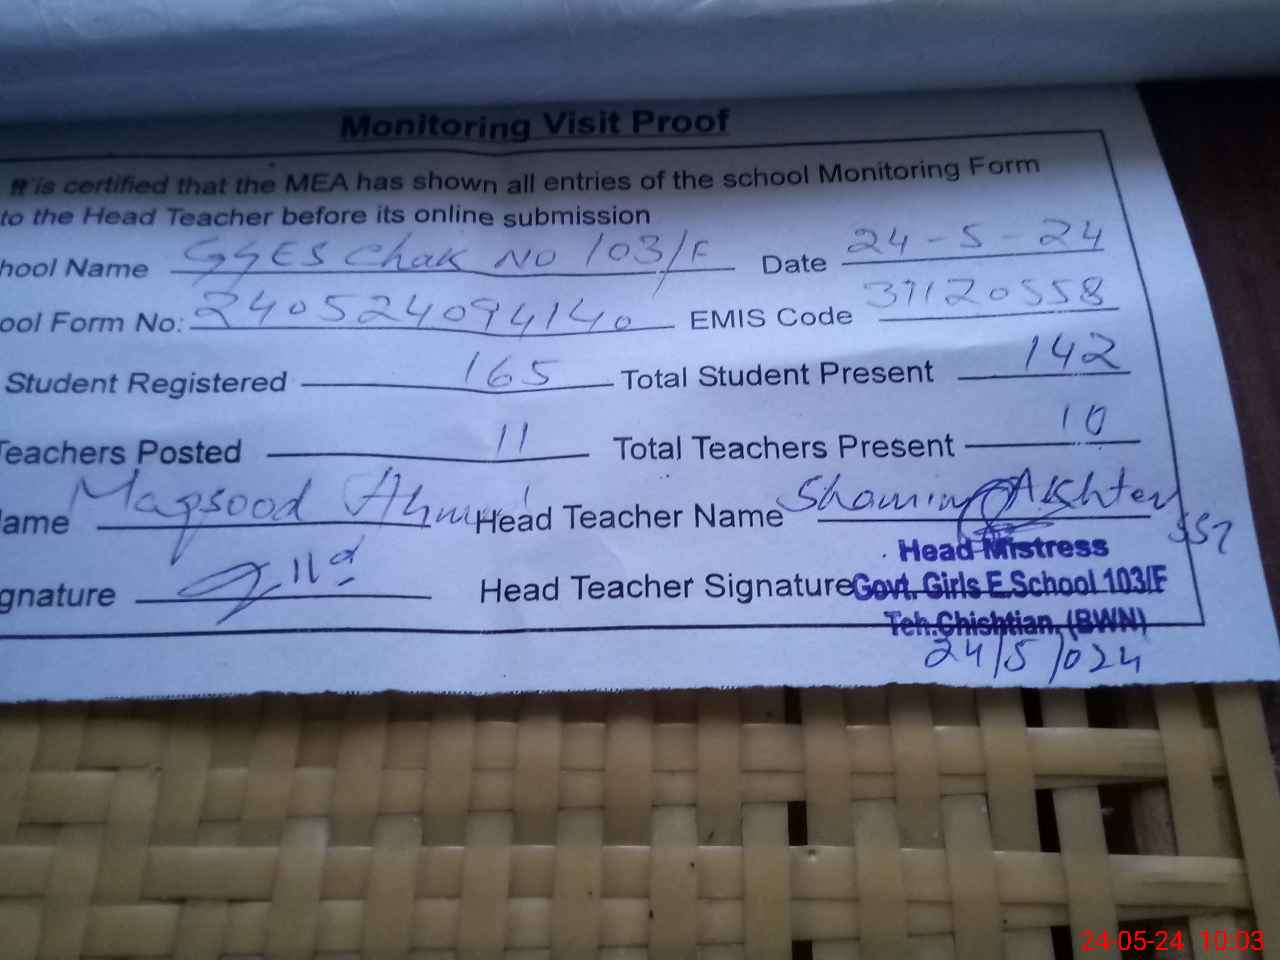 Monitoring Visit Proof
It is certified that the MEA has shown all entries of the school Monitoring Form
to the Head Teacher before its online submission
hool Name GGES Chak No 103/F Date 24-5-24
ool Form No: 240524094140 EMIS Code 31120558
Student Registered 165 Total Student Present 142
Teachers Posted 11 Total Teachers Present 10
ame Maqsood Ahmad Head Teacher Name Shamim Akhter
SST
gnature Head Teacher Signature
Head Mistress
Govt. Girls E.School 103/F
Teh.Chishtian, (BWN)
24/5/024
24-05-24 10:03